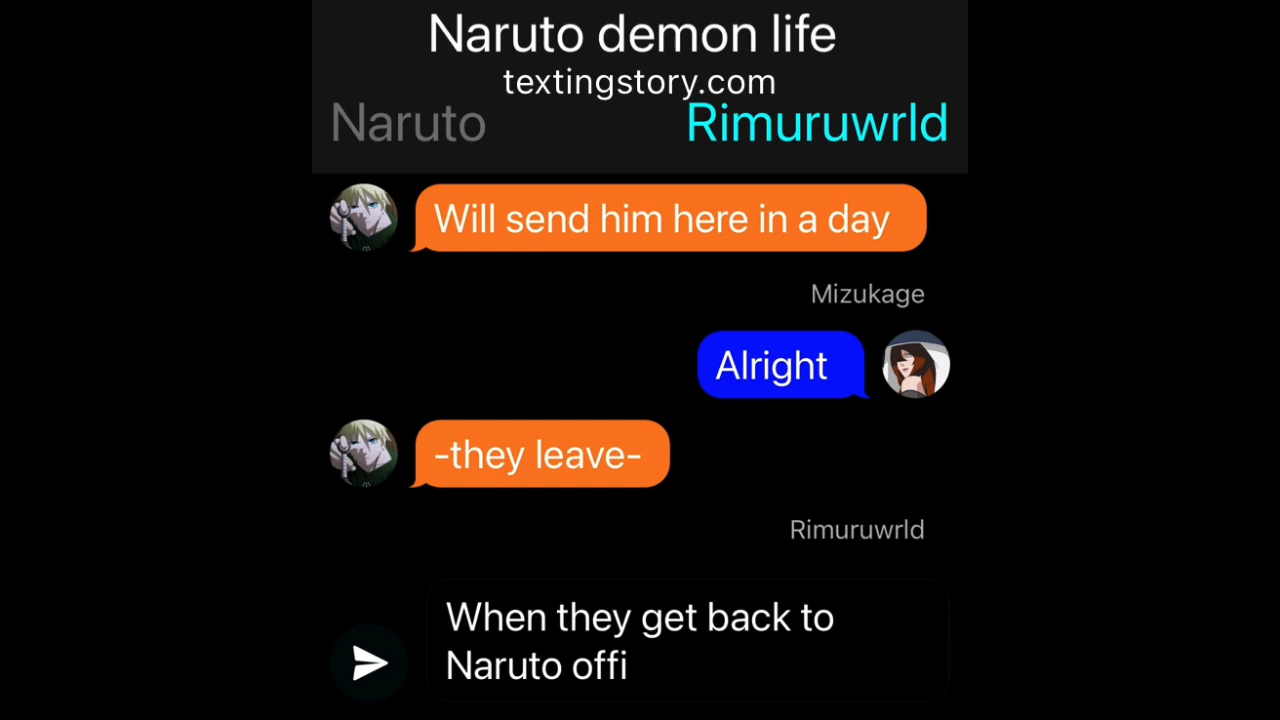 Naruto demon life
textingstory.com
Naruto Rimuruwrld
Will send him here in a day
Mizukage
Alright
-they leave-
Rimuruwrld
When they get back to
Naruto offi